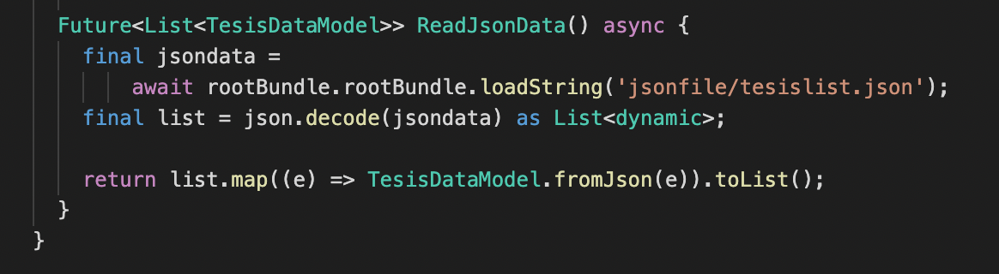 Future<List<TesisDataModel>> ReadJsonData() async {
final jsondata =
await rootBundle.rootBundle.loadString('jsonfile/tesislist.json');
final list = json.decode(jsondata) as List<dynamic>;
return list.map((e) => TesisDataModel.fromJson(e)).toList();
}
}